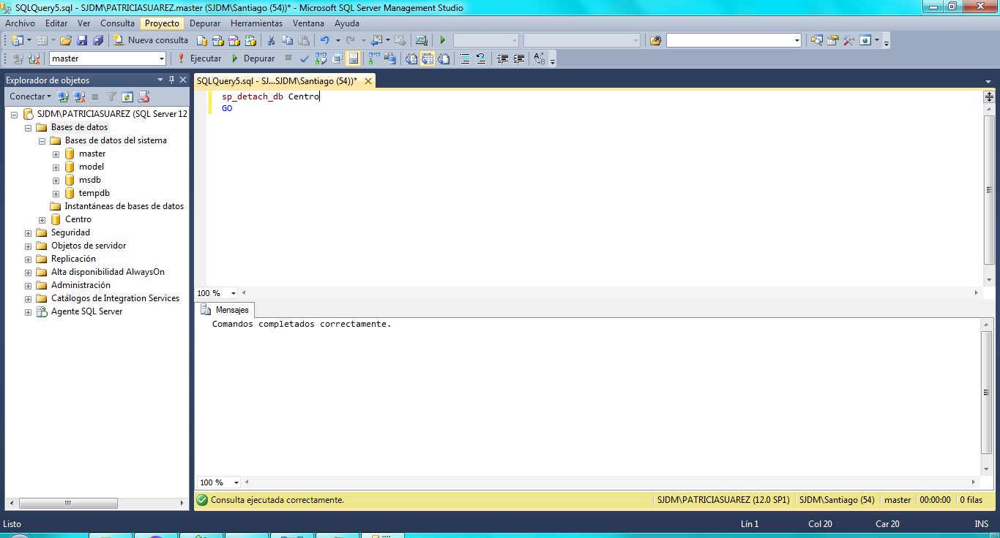 SQLQuery5.sql - SJDM\PATRICIASUAREZ.master (SJDM\Santiago (54))* - Microsoft SQL Server Management Studio
Archivo Editar Ver Consulta Proyecto Depurar Herramientas Ventana Ayuda
Nueva consulta
master Ejecutar Depurar
Explorador de objetos
Conectar
SJDM\PATRICIASUAREZ (SQL Server 12
Bases de datos
Bases de datos del sistema
master
model
msdb
tempdb
Instantáneas de bases de datos
Centro
Seguridad
Objetos de servidor
Replicación
Alta disponibilidad AlwaysOn
Administración
Catálogos de Integration Services
Agente SQL Server
SQLQuery5.sql - SJ...SJDM\Santiago (54))*
sp_detach_db Centro
GO
100 %
Mensajes
Comandos completados correctamente.
100 %
Consulta ejecutada correctamente. SJDM\PATRICIASUAREZ (12.0 SP1) SJDM\Santiago (54) master 00:00:00 0 filas
Listo Lín 1 Col 20 Car 20 INS